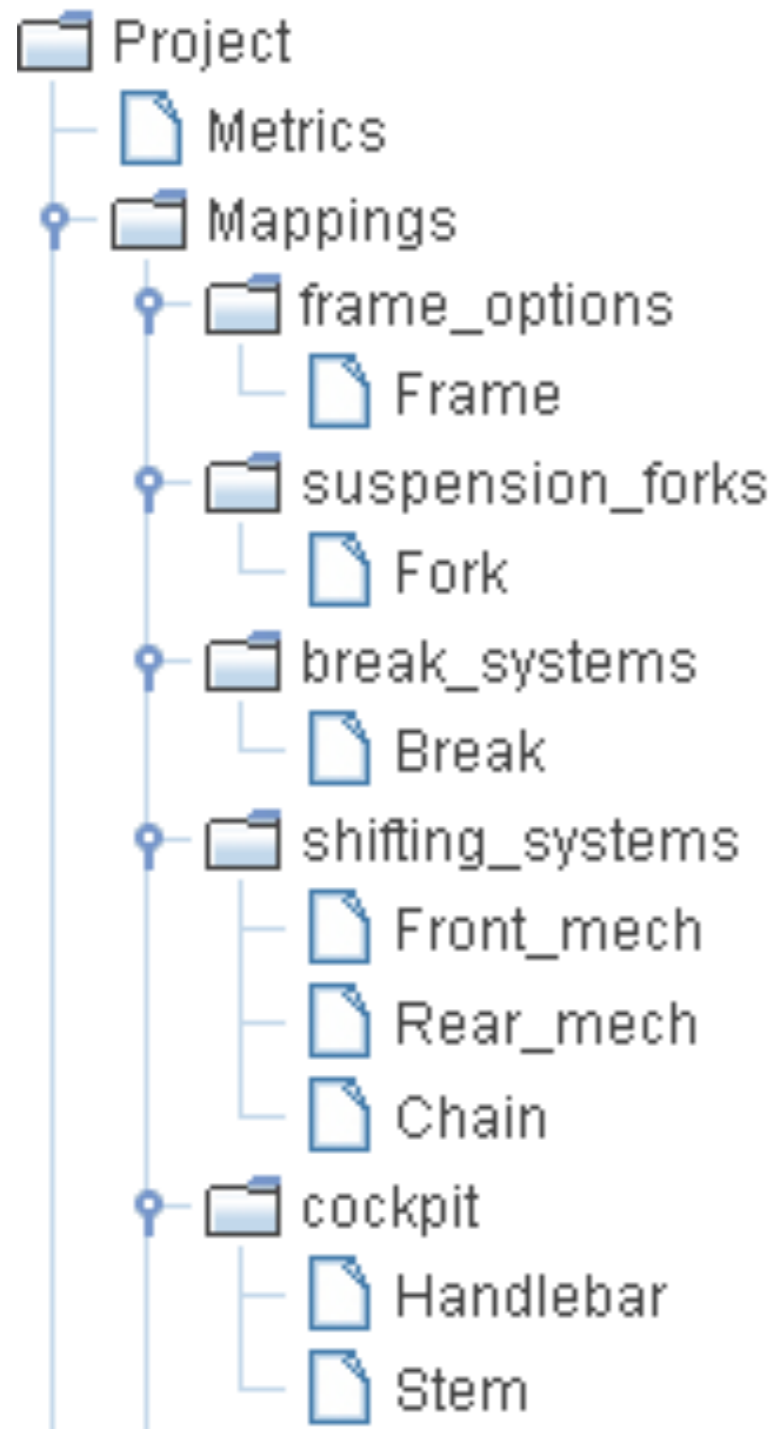 Project
Metrics
Mappings
frame_options
Frame
suspension_forks
Fork
break_systems
Break
shifting_systems
Front_mech
Rear_mech
Chain
cockpit
Handlebar
Stem